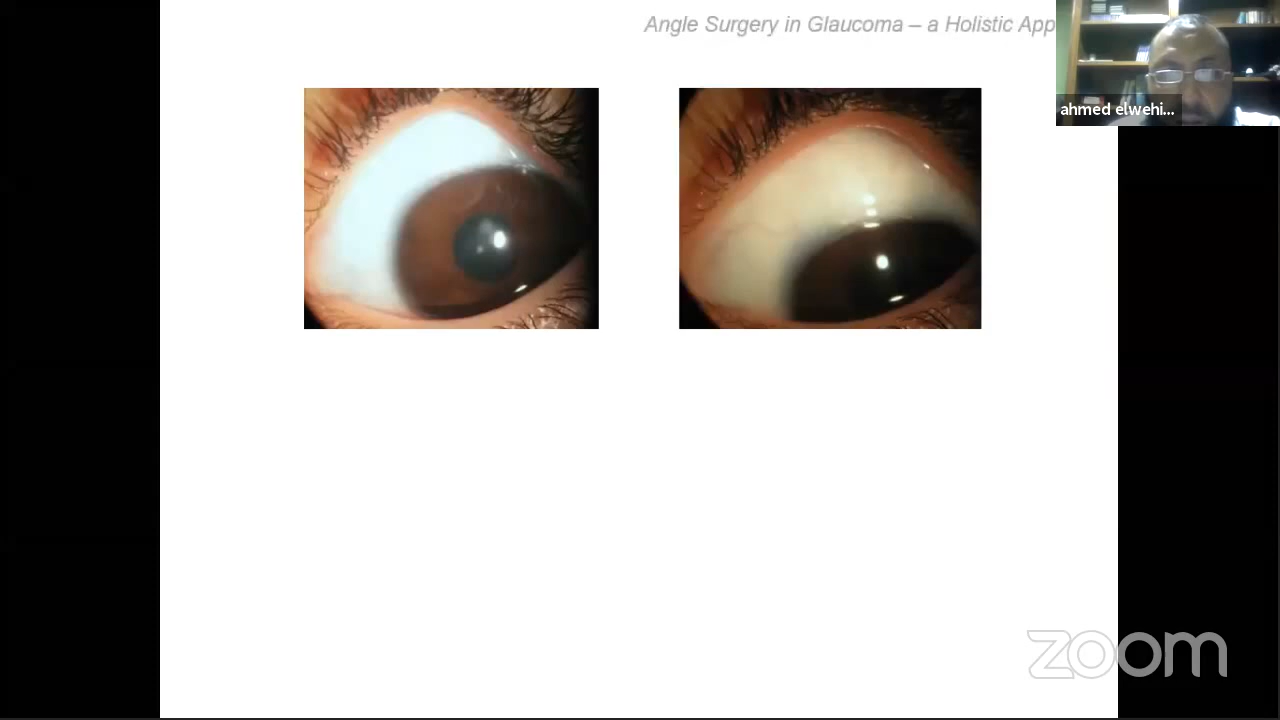 Angle Surgery in Glaucoma – a Holistic App
ahmed elwehi...
zoom